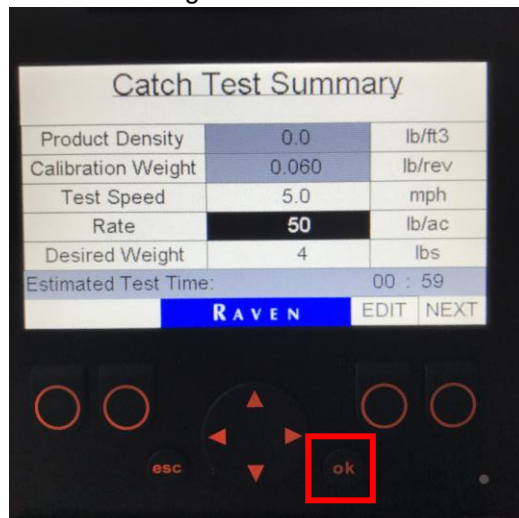 Catch Test Summary
Product Density 0.0 lb/ft3
Calibration Weight 0.060 lb/rev
Test Speed 5.0 mph
Rate 50 lb/ac
Desired Weight 4 lbs
Estimated Test Time: 00 : 59
RAVEN EDIT NEXT
esc ok